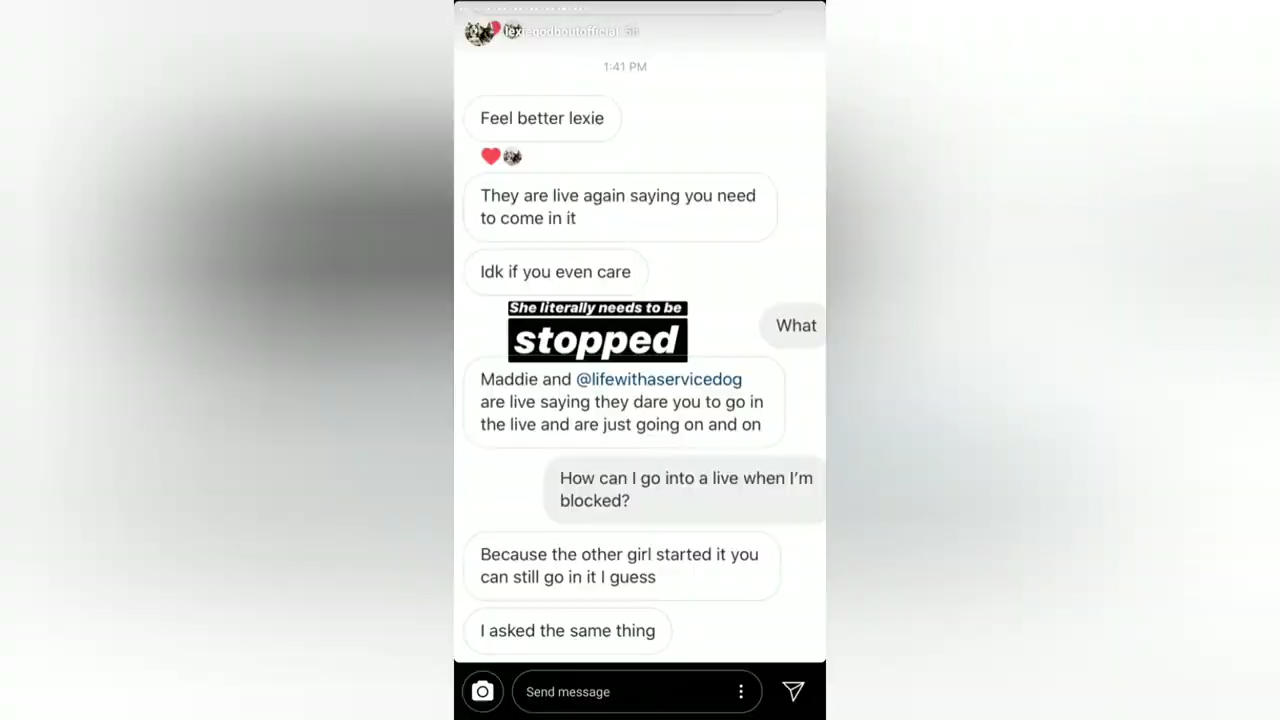 lexiegodboutofficial 5h
1:41 PM
Feel better lexie
They are live again saying you need
to come in it
Idk if you even care
She literally needs to be
stopped
What
Maddie and @lifewithaservicedog
are live saying they dare you to go in
the live and are just going on and on
How can I go into a live when I’m
blocked?
Because the other girl started it you
can still go in it I guess
I asked the same thing
Send message